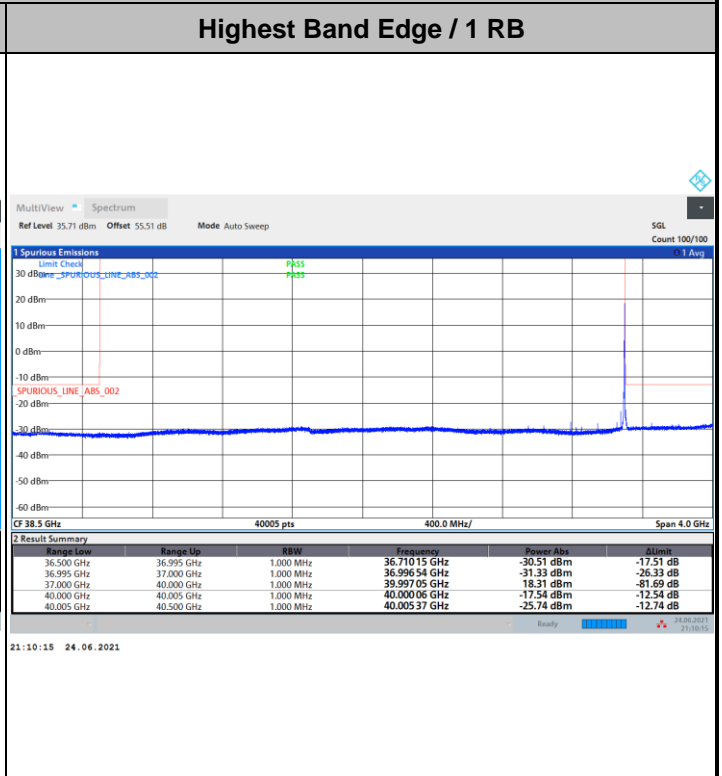 Highest Band Edge / 1 RB
MultiView Spectrum
Ref Level 35.71 dBm Offset 55.51 dB Mode Auto Sweep SGL
Count 100/100
1 Spurious Emissions 1 Avg
Limit Check PASS
30 dBm Line _SPURIOUS_LINE_ABS_002 PASS
20 dBm
10 dBm
0 dBm
-10 dBm
_SPURIOUS_LINE_ABS_002
-20 dBm
-30 dBm
-40 dBm
-50 dBm
-60 dBm
CF 38.5 GHz 40005 pts 400.0 MHz/ Span 4.0 GHz
2 Result Summary
Range Low Range Up RBW Frequency Power Abs ΔLimit
36.500 GHz 36.995 GHz 1.000 MHz 36.710 15 GHz -30.51 dBm -17.51 dB
36.995 GHz 37.000 GHz 1.000 MHz 36.996 54 GHz -31.33 dBm -26.33 dB
37.000 GHz 40.000 GHz 1.000 MHz 39.997 05 GHz 18.31 dBm -81.69 dB
40.000 GHz 40.005 GHz 1.000 MHz 40.000 06 GHz -17.54 dBm -12.54 dB
40.005 GHz 40.500 GHz 1.000 MHz 40.005 37 GHz -25.74 dBm -12.74 dB
Ready 24.06.2021
21:10:15
21:10:15 24.06.2021